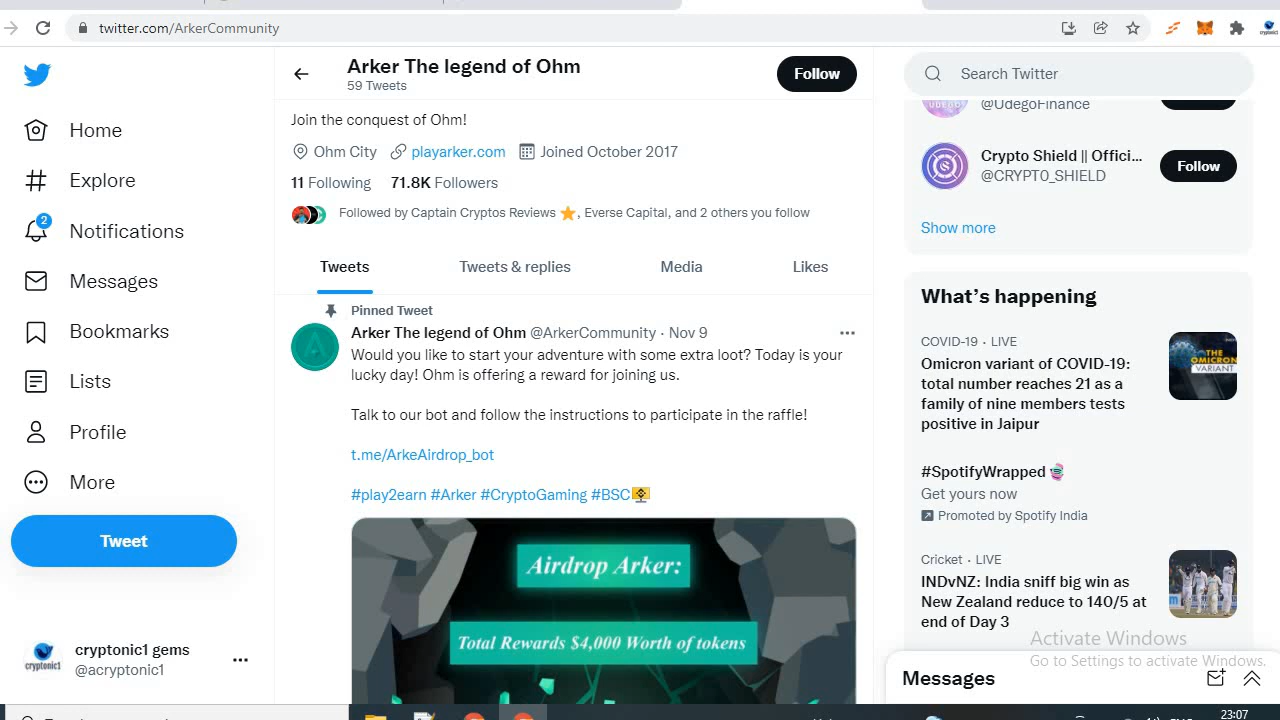 twitter.com/ArkerCommunity
Home
Explore
2
Notifications
Messages
Bookmarks
Lists
Profile
More
Tweet
cryptonic1 gems
@acryptonic1
Arker The legend of Ohm
59 Tweets
Follow
Join the conquest of Ohm!
Ohm City playarker.com Joined October 2017
11 Following 71.8K Followers
Followed by Captain Cryptos Reviews ⭐, Everse Capital, and 2 others you follow
Tweets Tweets & replies Media Likes
Pinned Tweet
Arker The legend of Ohm @ArkerCommunity · Nov 9
Would you like to start your adventure with some extra loot? Today is your
lucky day! Ohm is offering a reward for joining us.
Talk to our bot and follow the instructions to participate in the raffle!
t.me/ArkeAirdrop_bot
#play2earn #Arker #CryptoGaming #BSC
Airdrop Arker:
Total Rewards $4,000 Worth of tokens
Search Twitter
@UdegoFinance
Crypto Shield || Offici...
@CRYPT0_SHIELD
Follow
Show more
What's happening
COVID-19 · LIVE
Omicron variant of COVID-19:
total number reaches 21 as a
family of nine members tests
positive in Jaipur
THE
OMICRON
VARIANT
#SpotifyWrapped
Get yours now
Promoted by Spotify India
Cricket · LIVE
INDvNZ: India sniff big win as
New Zealand reduce to 140/5 at
end of Day 3
Activate Windows
Go to Settings to activate Windows.
Messages
23:07